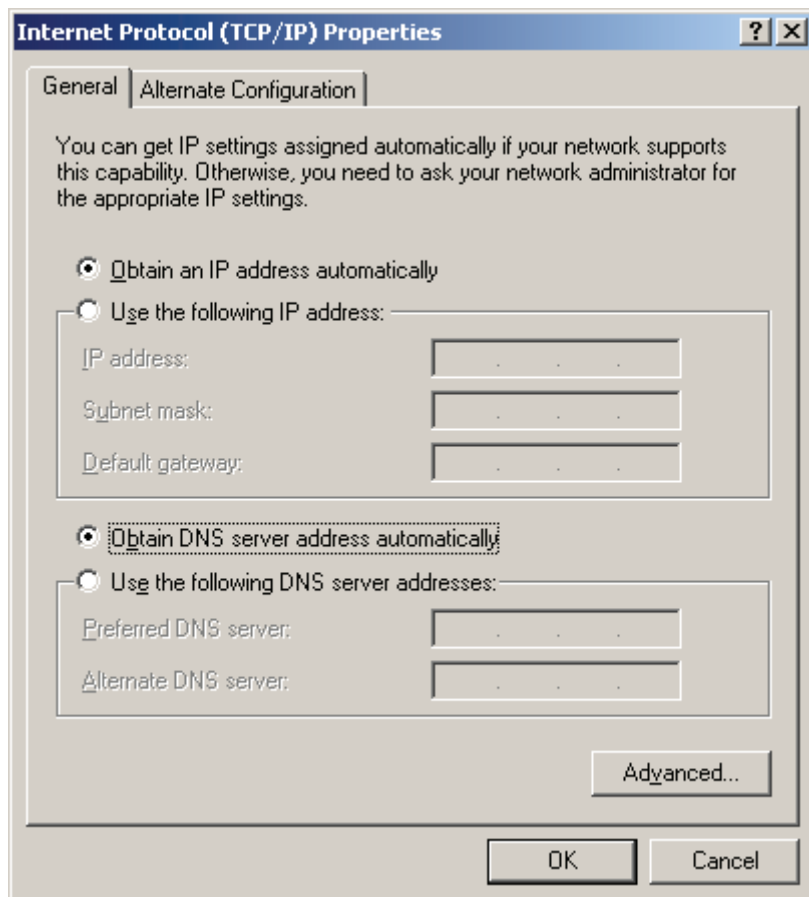 Internet Protocol (TCP/IP) Properties
General
Alternate Configuration
You can get IP settings assigned automatically if your network supports
this capability. Otherwise, you need to ask your network administrator for
the appropriate IP settings.
Obtain an IP address automatically
Use the following IP address:
IP address:
Subnet mask:
Default gateway:
Obtain DNS server address automatically
Use the following DNS server addresses:
Preferred DNS server:
Alternate DNS server:
Advanced...
OK
Cancel